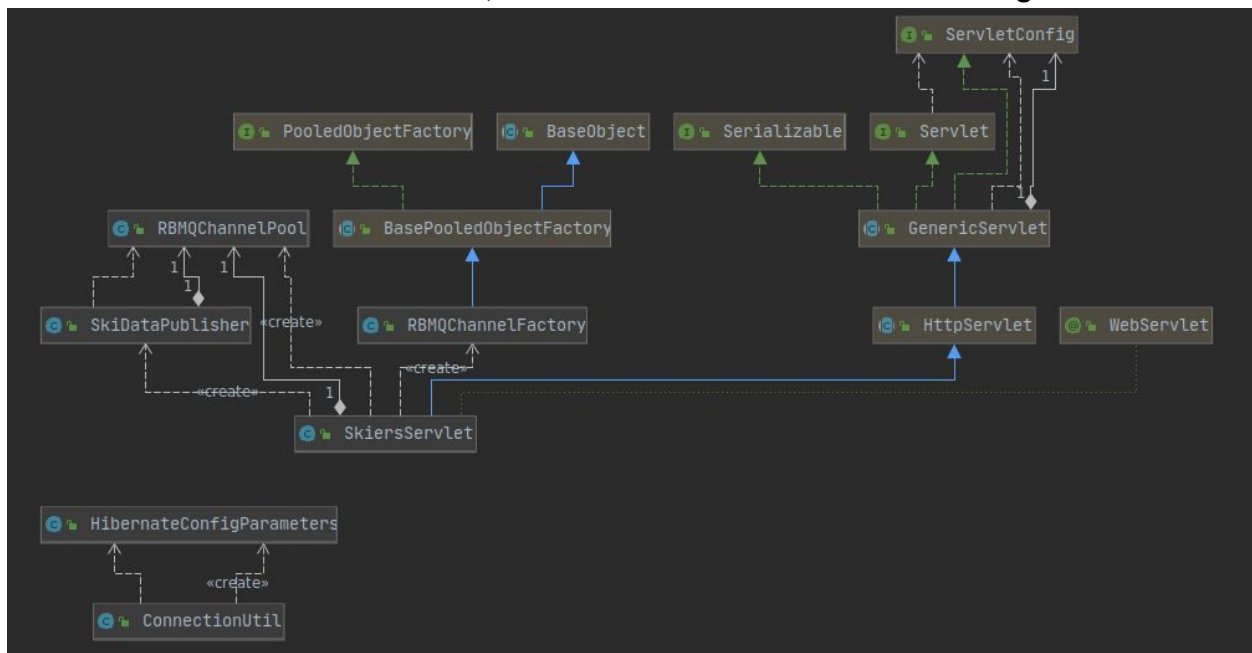 ServletConfig
1
PooledObjectFactory
BaseObject
Serializable
Servlet
1
RBMQChannelPool
BasePooledObjectFactory
GenericServlet
1
1
1
SkiDataPublisher
«create»
RBMQChannelFactory
HttpServlet
WebServlet
«create»
«create»
1
SkiersServlet
HibernateConfigParameters
«create»
ConnectionUtil